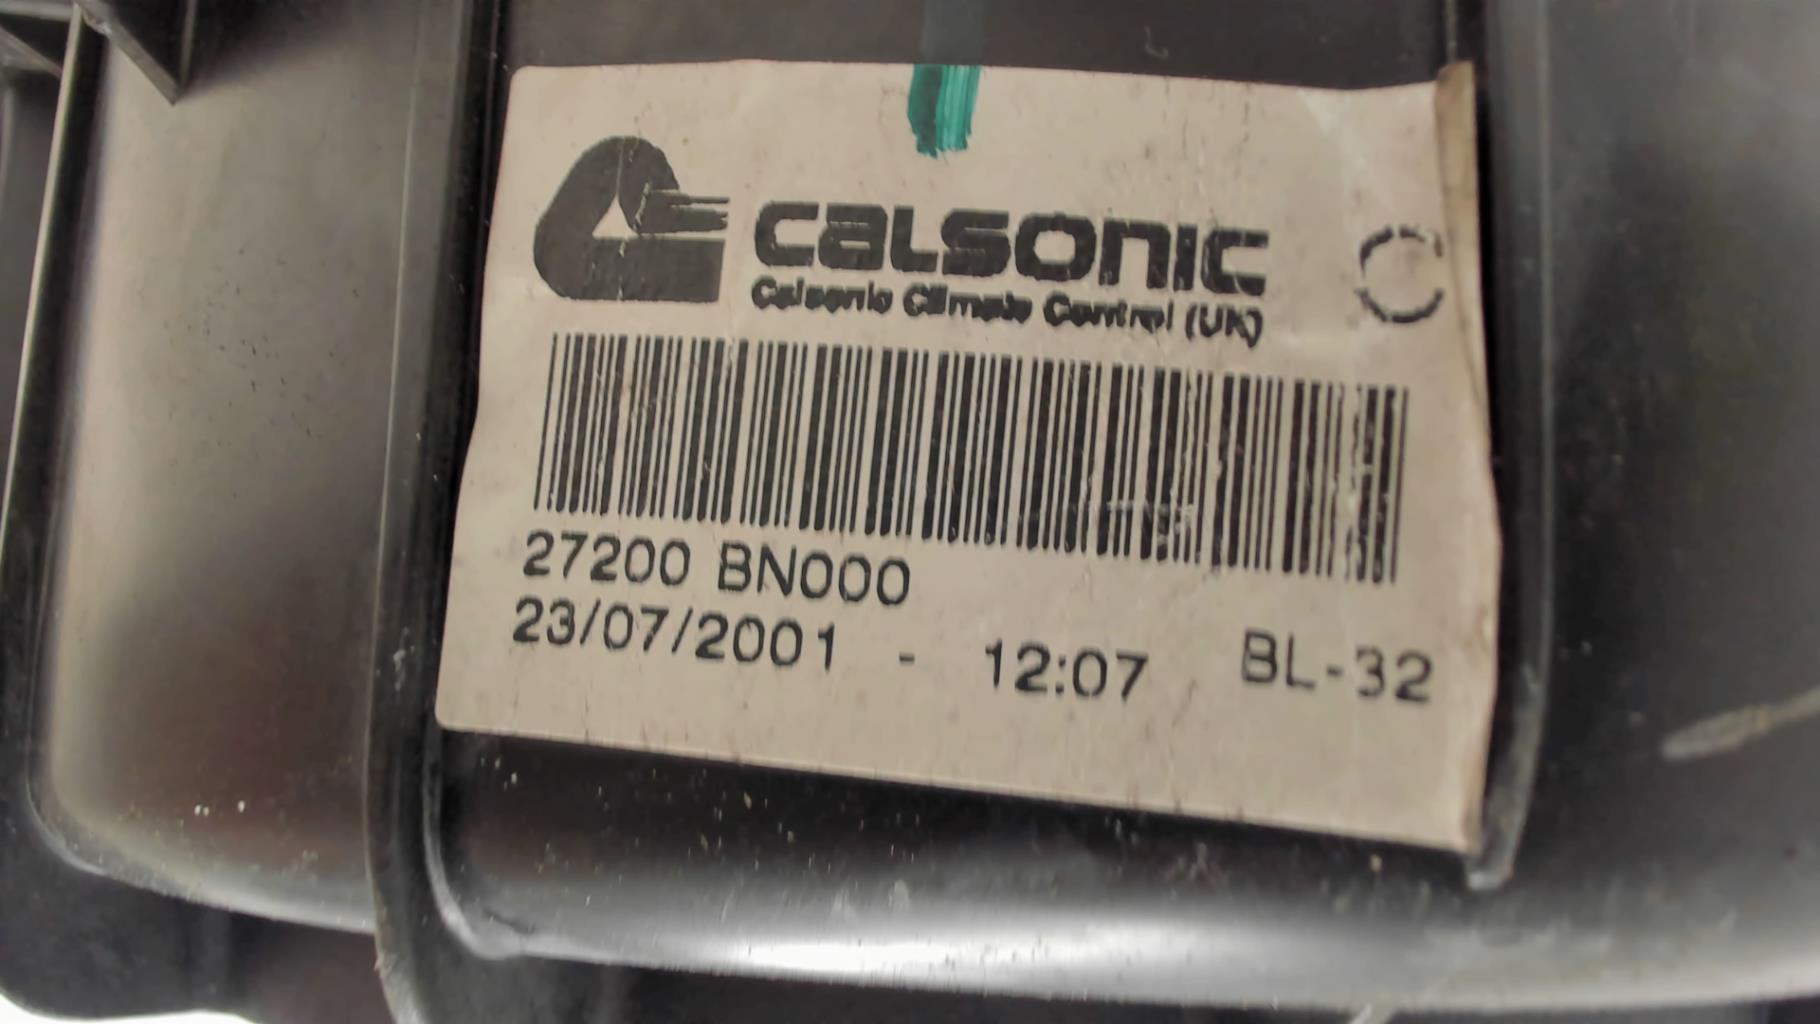 CALSONIC
Calsonic Climate Control (UK)
27200 BN000
23/07/2001 - 12:07 BL-32